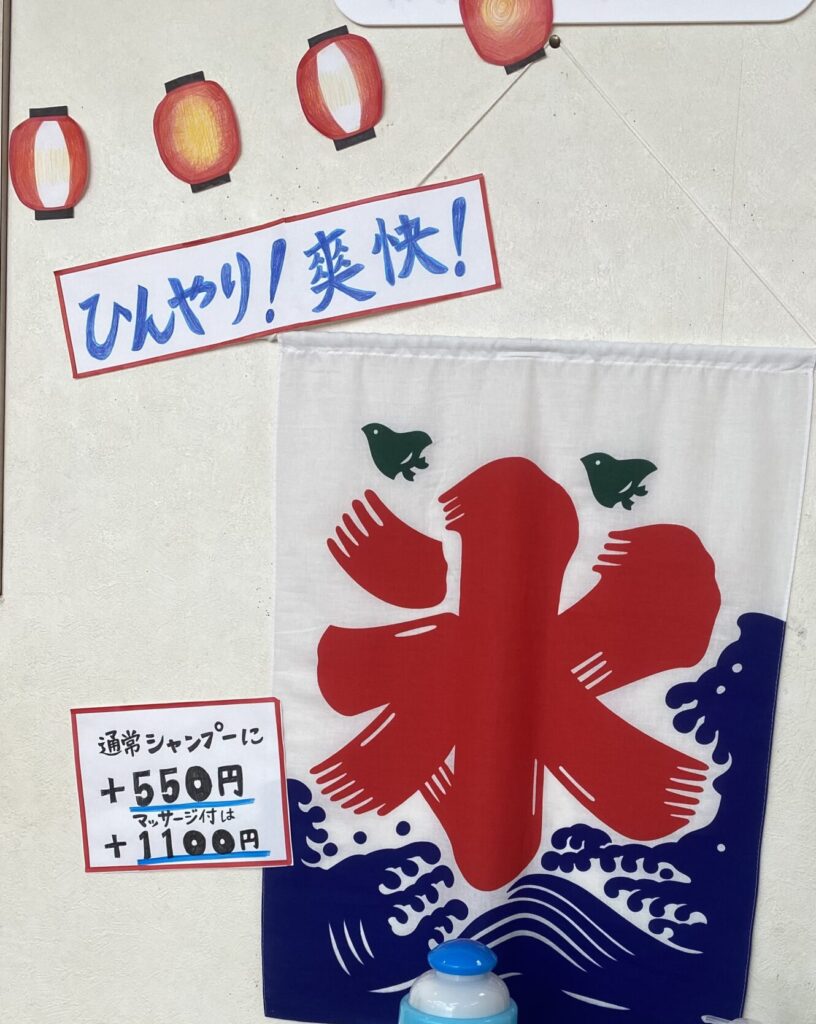 ひんやり！爽快！
氷
通常シャンプーに
+550円
マッサージ付は
+1100円